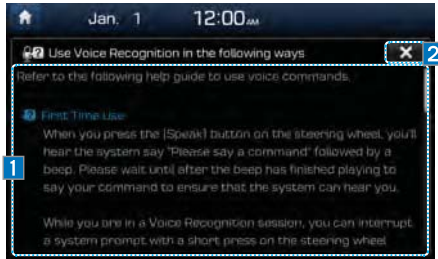 Jan. 1 12:00AM
Use Voice Recognition in the following ways
2
Refer to the following help guide to use voice commands.
First Time Use
When you press the [Speak] button on the steering wheel, you'll
hear the system say "Please say a command" followed by a
beep. Please wait until after the beep has finished playing to
1
say your command to ensure that the system can hear you.
While you are in a Voice Recognition session, you can interrupt
a system prompt with a short press on the steering wheel